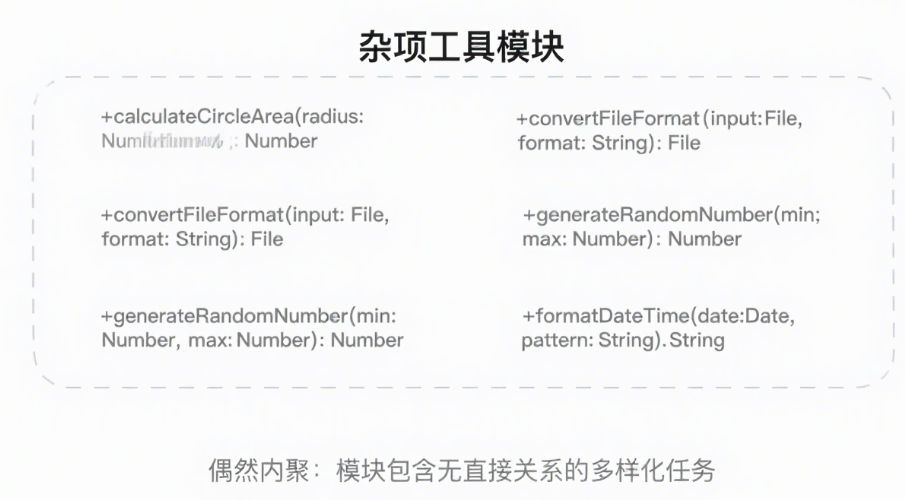 杂项工具模块
+calculateCircleArea(radius:
: Number
+convertFileFormat(input:File,
format: String): File
+convertFileFormat(input: File,
format: String): File
+generateRandomNumber(min;
max: Number): Number
+generateRandomNumber(min:
Number, max: Number): Number
+formatDateTime(date:Date,
pattern: String).String
偶然内聚：模块包含无直接关系的多样化任务